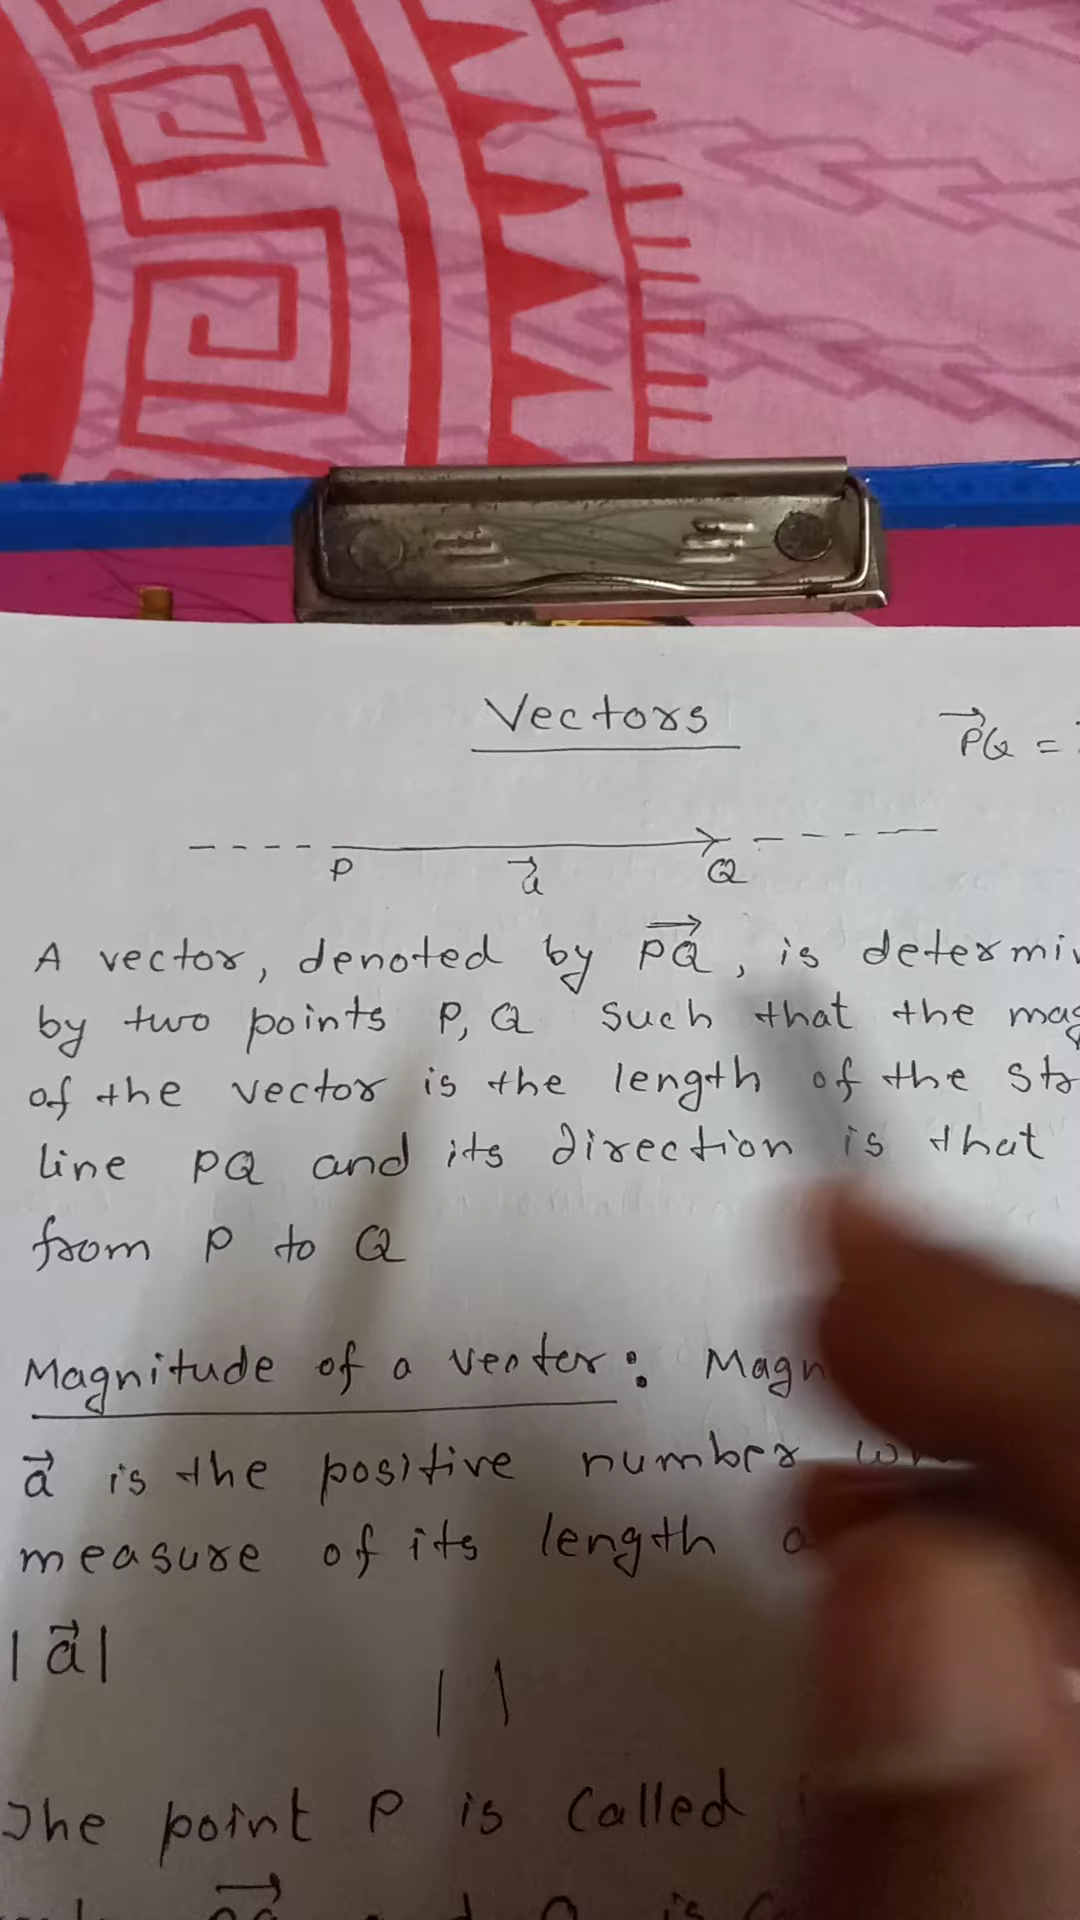 Vectors
→PQ =
P →a Q
A vector, denoted by →PQ, is
by two points P, Q such that the
of the vector is the length of the
line PQ and its direction is that
from P to Q
Magnitude of a vector:
→a is the positive number
measure of its length
|→a|
| |
The point P is called